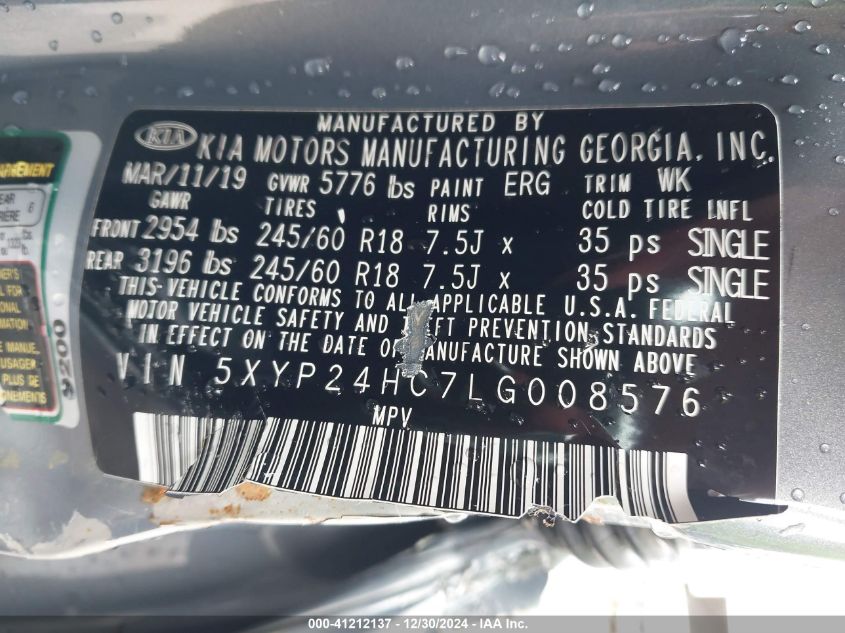 MANUFACTURED BY
KIA KIA MOTORS MANUFACTURING GEORGIA, INC.
MAR/11/19 GVWR 5776 lbs PAINT ERG TRIM WK
GAWR TIRES RIMS COLD TIRE INFL
FRONT 2954 lbs 245/60 R18 7.5J x 35 ps SINGLE
REAR 3196 lbs 245/60 R18 7.5J x 35 ps SINGLE
THIS VEHICLE CONFORMS TO ALL APPLICABLE U.S.A. FEDERAL
MOTOR VEHICLE SAFETY AND THEFT PREVENTION STANDARDS
IN EFFECT ON THE DATE OF MANUFACTURE SHOWN ABOVE
VIN 5XYP24HC7LG008576
MPV
9200
000-41212137 - 12/30/2024 - IAA Inc.